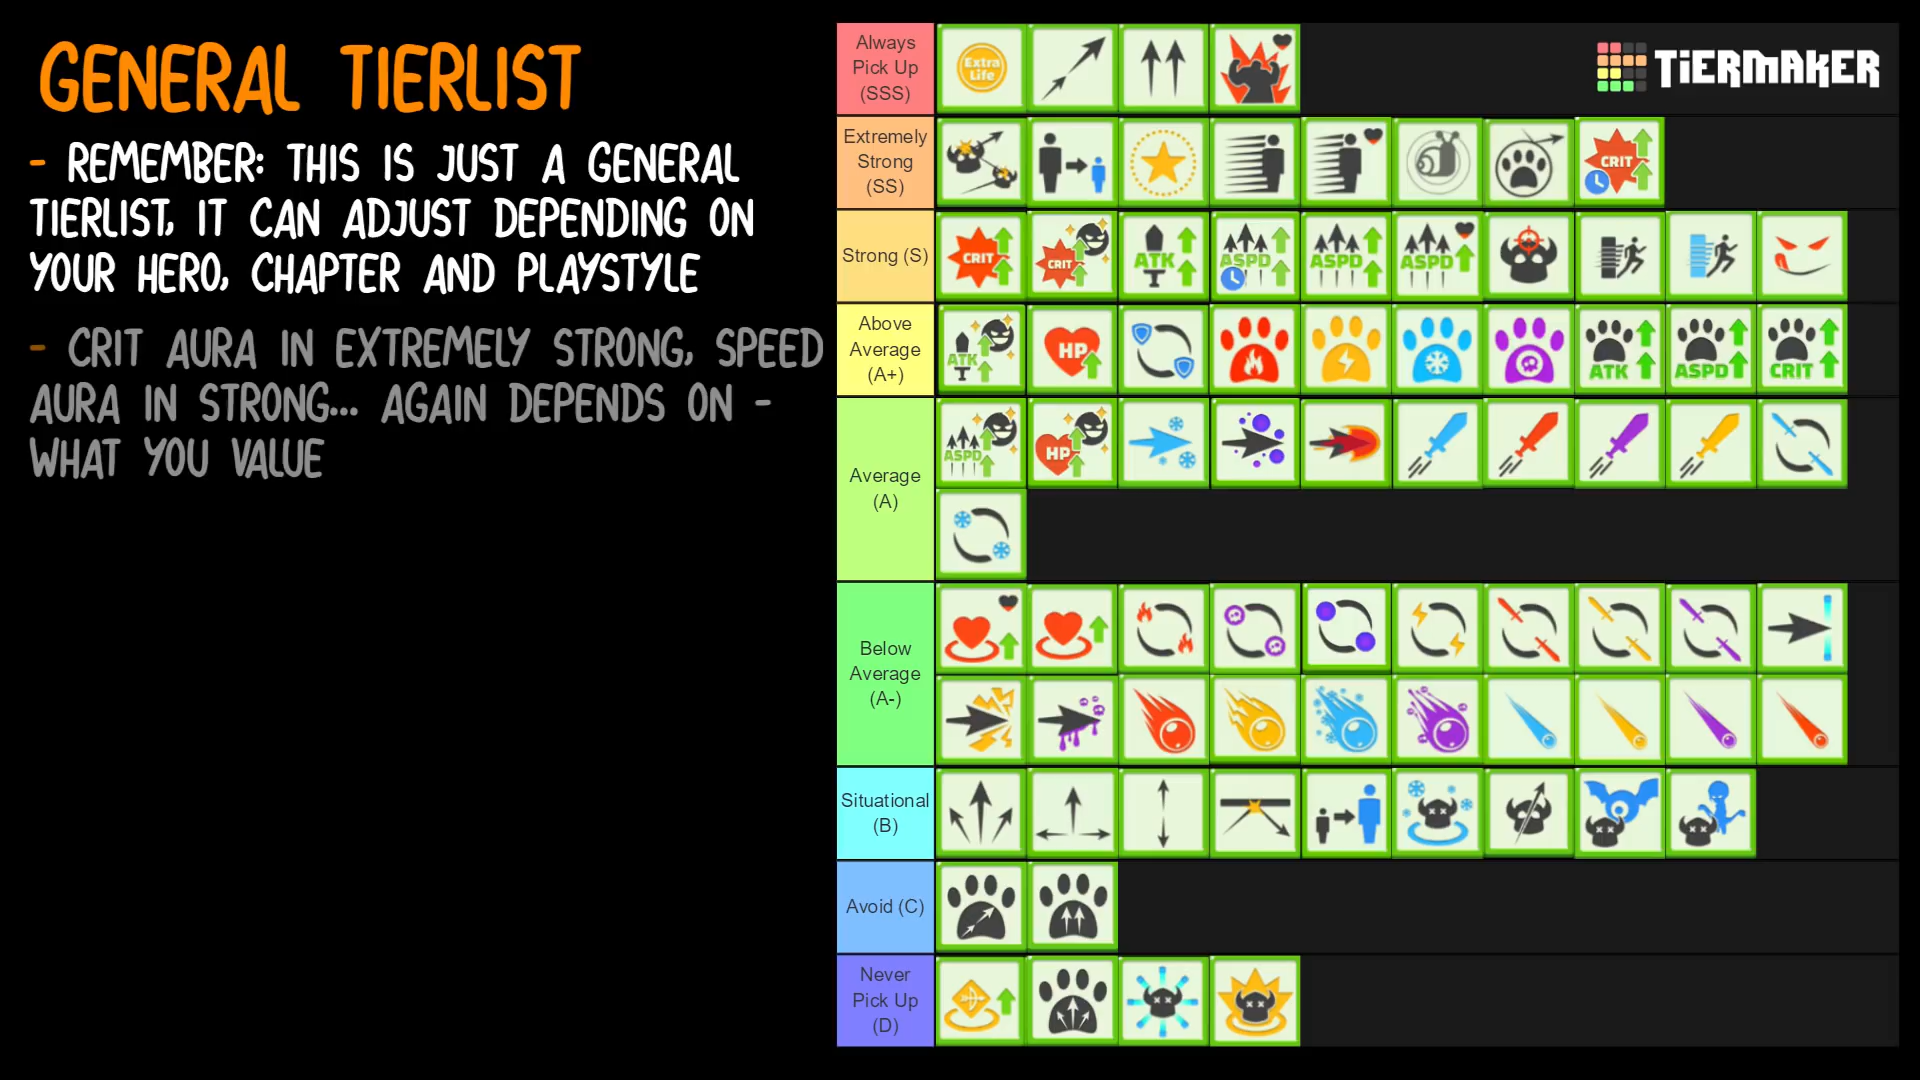 GENERAL TIERLIST
- REMEMBER: THIS IS JUST A GENERAL
TIERLIST, IT CAN ADJUST DEPENDING ON
YOUR HERO, CHAPTER AND PLAYSTYLE
- CRIT AURA IN EXTREMELY STRONG, SPEED
AURA IN STRONG... AGAIN DEPENDS ON -
WHAT YOU VALUE
TIERMAKER
Always
Pick Up
(SSS)
Extra
Life
Extremely
Strong
(SS)
CRIT
Strong (S)
CRIT
CRIT
ATK
ASPD
ASPD
ASPD
Above
Average
(A+)
ATK
HP
ATK
ASPD
CRIT
Average
(A)
ASPD
HP
Below
Average
(A-)
Situational
(B)
Avoid (C)
Never
Pick Up
(D)